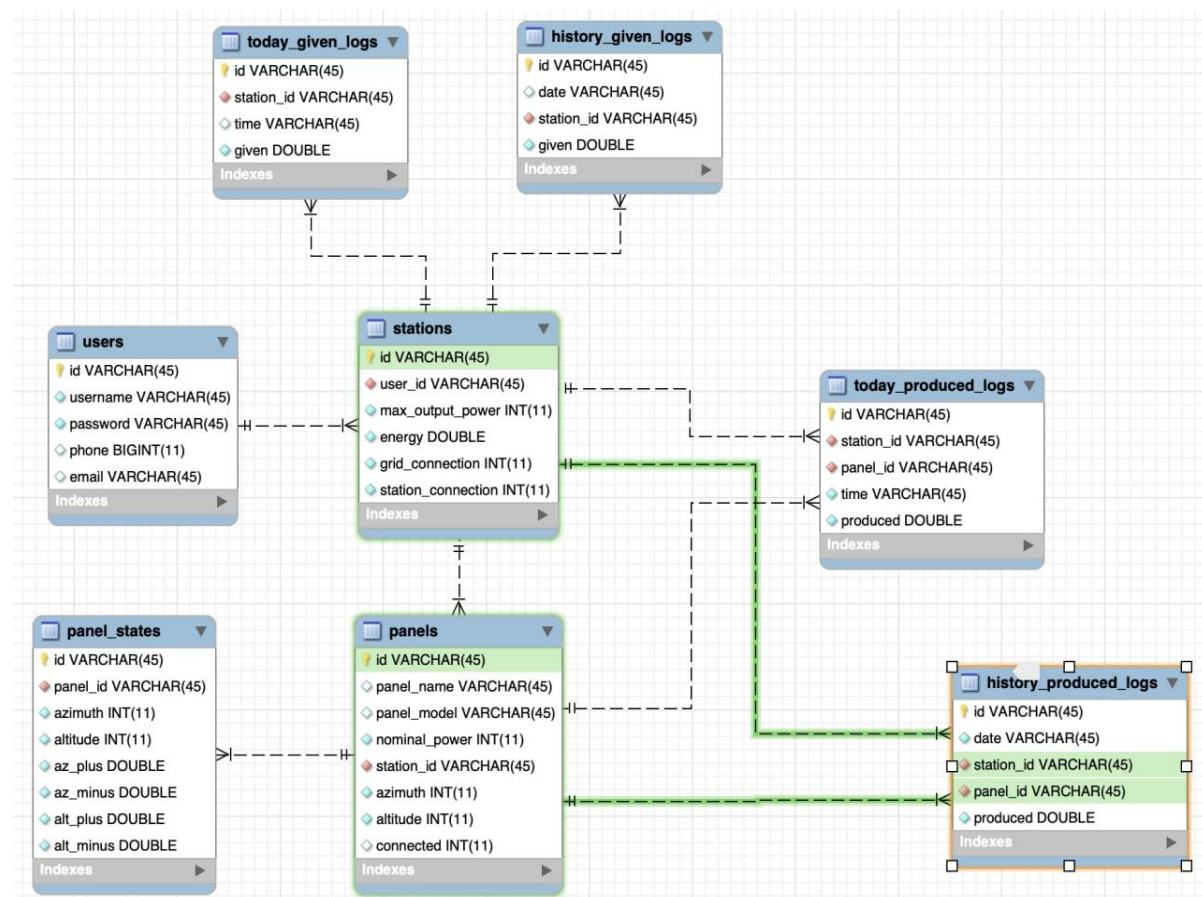 today_given_logs
id VARCHAR(45)
station_id VARCHAR(45)
time VARCHAR(45)
given DOUBLE
Indexes
history_given_logs
id VARCHAR(45)
date VARCHAR(45)
station_id VARCHAR(45)
given DOUBLE
Indexes
users
id VARCHAR(45)
username VARCHAR(45)
password VARCHAR(45)
phone BIGINT(11)
email VARCHAR(45)
Indexes
stations
id VARCHAR(45)
user_id VARCHAR(45)
max_output_power INT(11)
energy DOUBLE
grid_connection INT(11)
station_connection INT(11)
Indexes
today_produced_logs
id VARCHAR(45)
station_id VARCHAR(45)
panel_id VARCHAR(45)
time VARCHAR(45)
produced DOUBLE
Indexes
panel_states
id VARCHAR(45)
panel_id VARCHAR(45)
azimuth INT(11)
altitude INT(11)
az_plus DOUBLE
az_minus DOUBLE
alt_plus DOUBLE
alt_minus DOUBLE
Indexes
panels
id VARCHAR(45)
panel_name VARCHAR(45)
panel_model VARCHAR(45)
nominal_power INT(11)
station_id VARCHAR(45)
azimuth INT(11)
altitude INT(11)
connected INT(11)
Indexes
history_produced_logs
id VARCHAR(45)
date VARCHAR(45)
station_id VARCHAR(45)
panel_id VARCHAR(45)
produced DOUBLE
Indexes